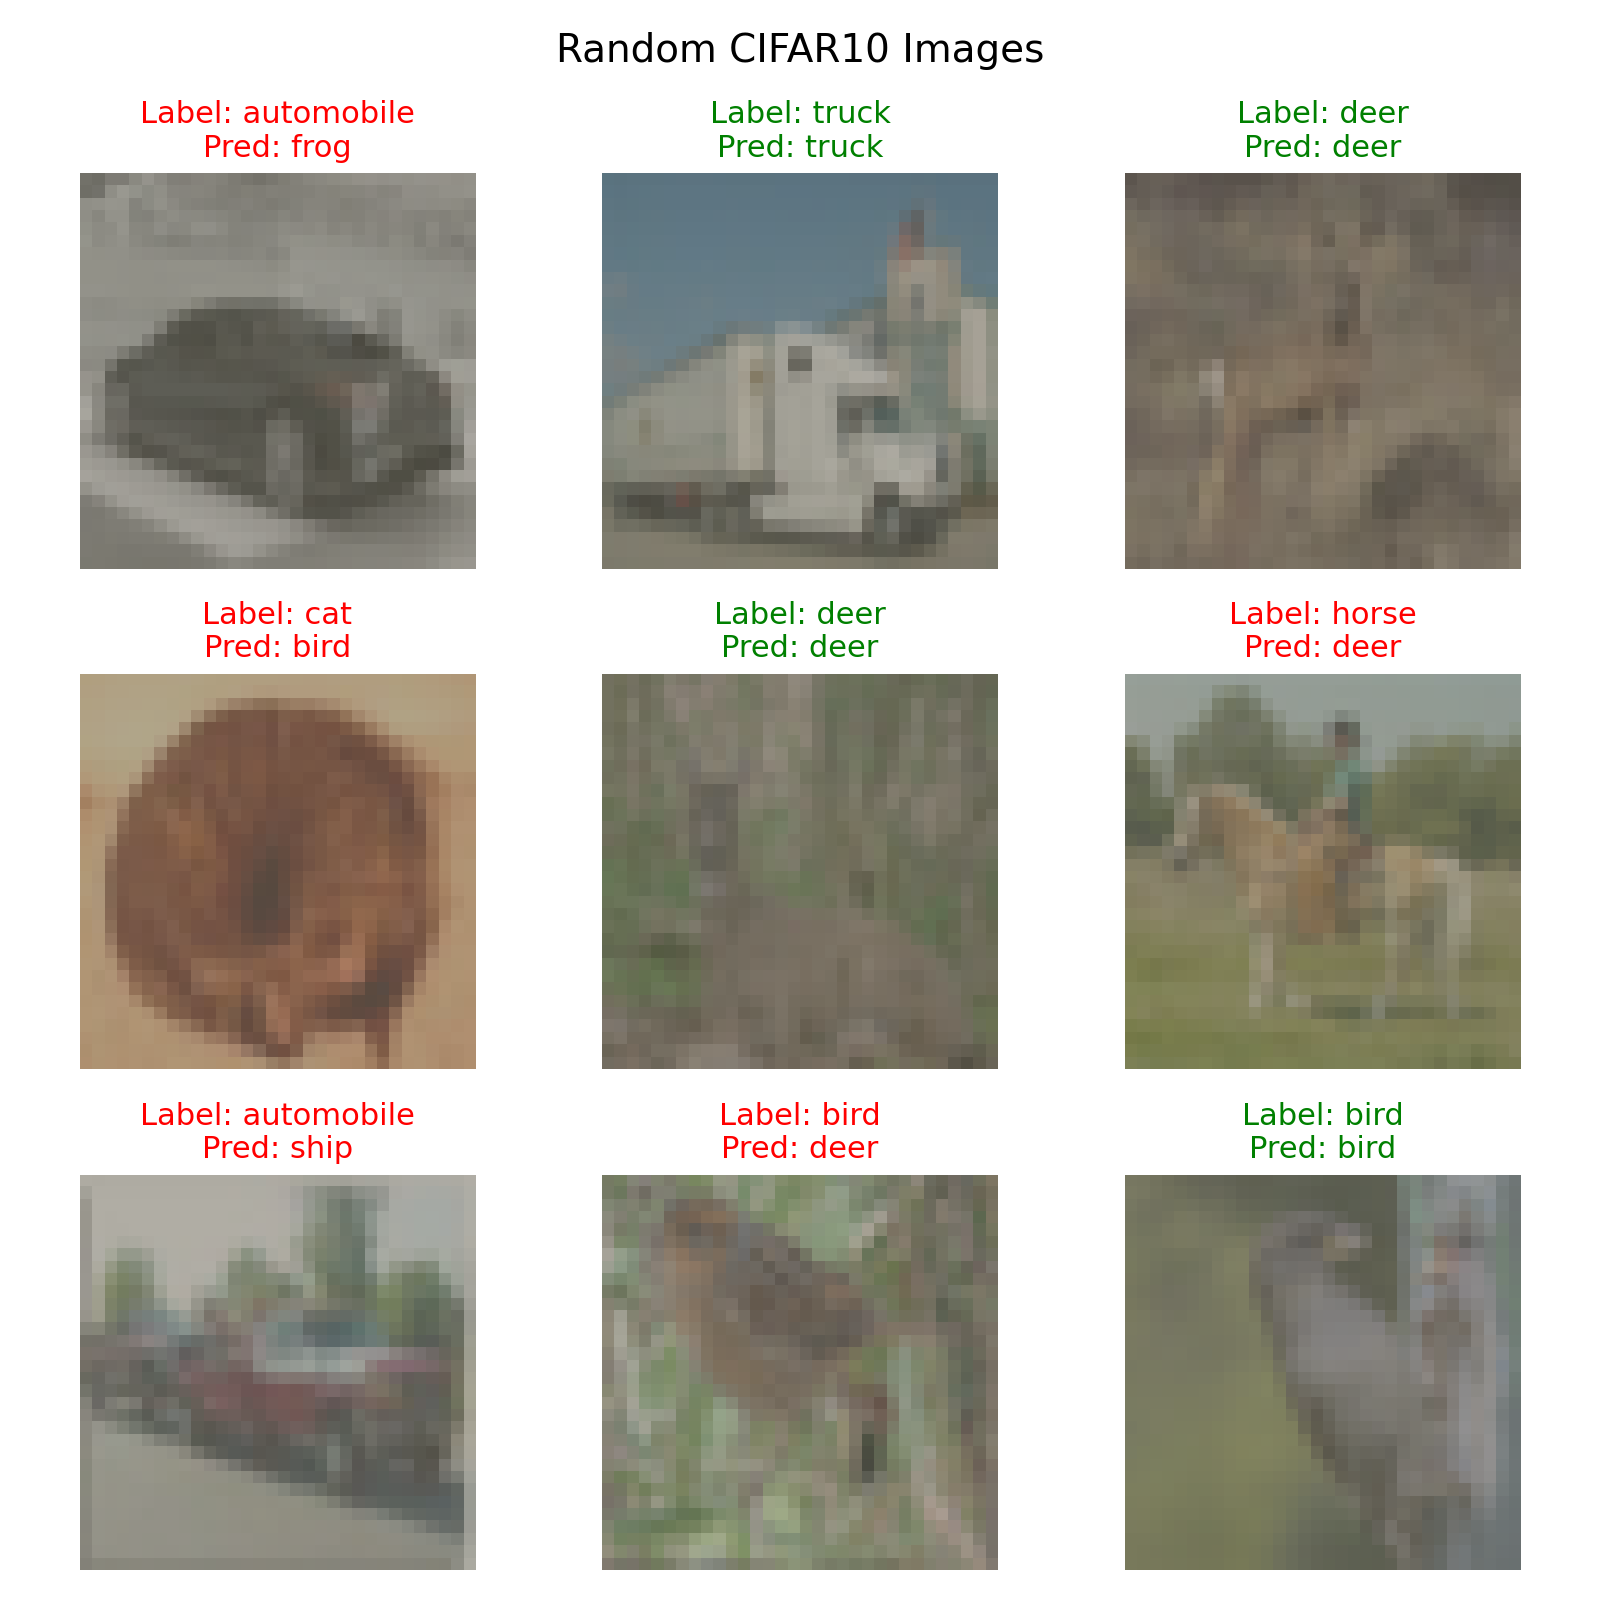 Random CIFAR10 Images
Label: automobile
Pred: frog
Label: truck
Pred: truck
Label: deer
Pred: deer
Label: cat
Pred: bird
Label: deer
Pred: deer
Label: horse
Pred: deer
Label: automobile
Pred: ship
Label: bird
Pred: deer
Label: bird
Pred: bird